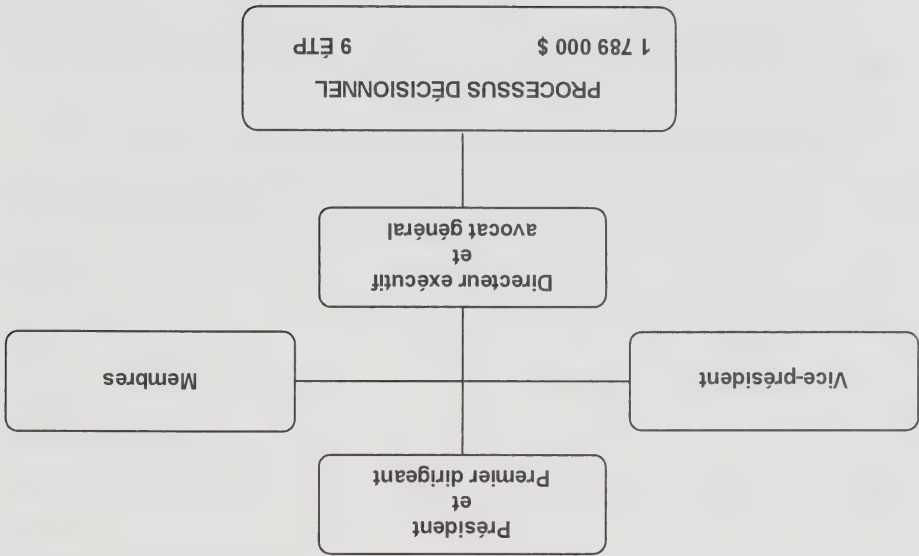 Président
et
Premier dirigeant
Vice-président
Membres
Directeur exécutif
et
avocat général
PROCESSUS DÉCISIONNEL
1 789 000 $ 9 ÉTP